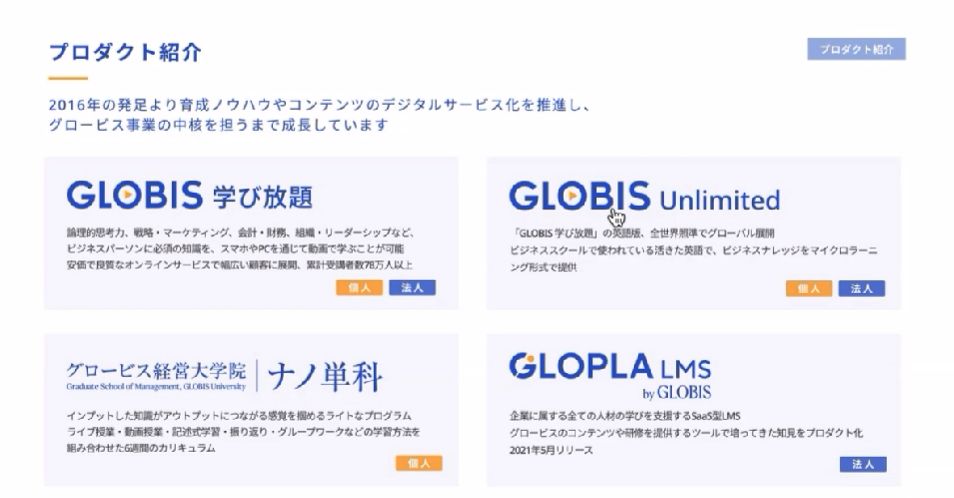 プロダクト紹介
プロダクト紹介
2016年の発足より育成ノウハウやコンテンツのデジタルサービス化を推進し、
グロービス事業の中核を担うまで成長しています
GLOBIS 学び放題
論理的思考力、戦略・マーケティング、会計・財務、組織・リーダーシップなど、
ビジネスパーソンに必須の知識を、スマホやPCを通じて動画で学ぶことが可能
安価で良質なオンラインサービスで幅広い顧客に展開、累計受講者数78万人以上
個人 法人
GLOBIS Unlimited
「GLOBIS 学び放題」の英語版、全世界照準でグローバル展開
ビジネススクールで使われている活きた英語で、ビジネスナレッジをマイクロラーニ
ング形式で提供
個人 法人
グロービス経営大学院 ナノ単科
Graduate School of Management, GLOBIS University
インプットした知識がアウトプットにつながる感覚を掴めるライトなプログラム
ライブ授業・動画授業・記述式学習・振り返り・グループワークなどの学習方法を
組み合わせた6週間のカリキュラム
個人
GLOPLA LMS
by GLOBIS
企業に属する全ての人材の学びを支援するSaaS型LMS
グロービスのコンテンツや研修を提供するツールで培ってきた知見をプロダクト化
2021年5月リリース
法人